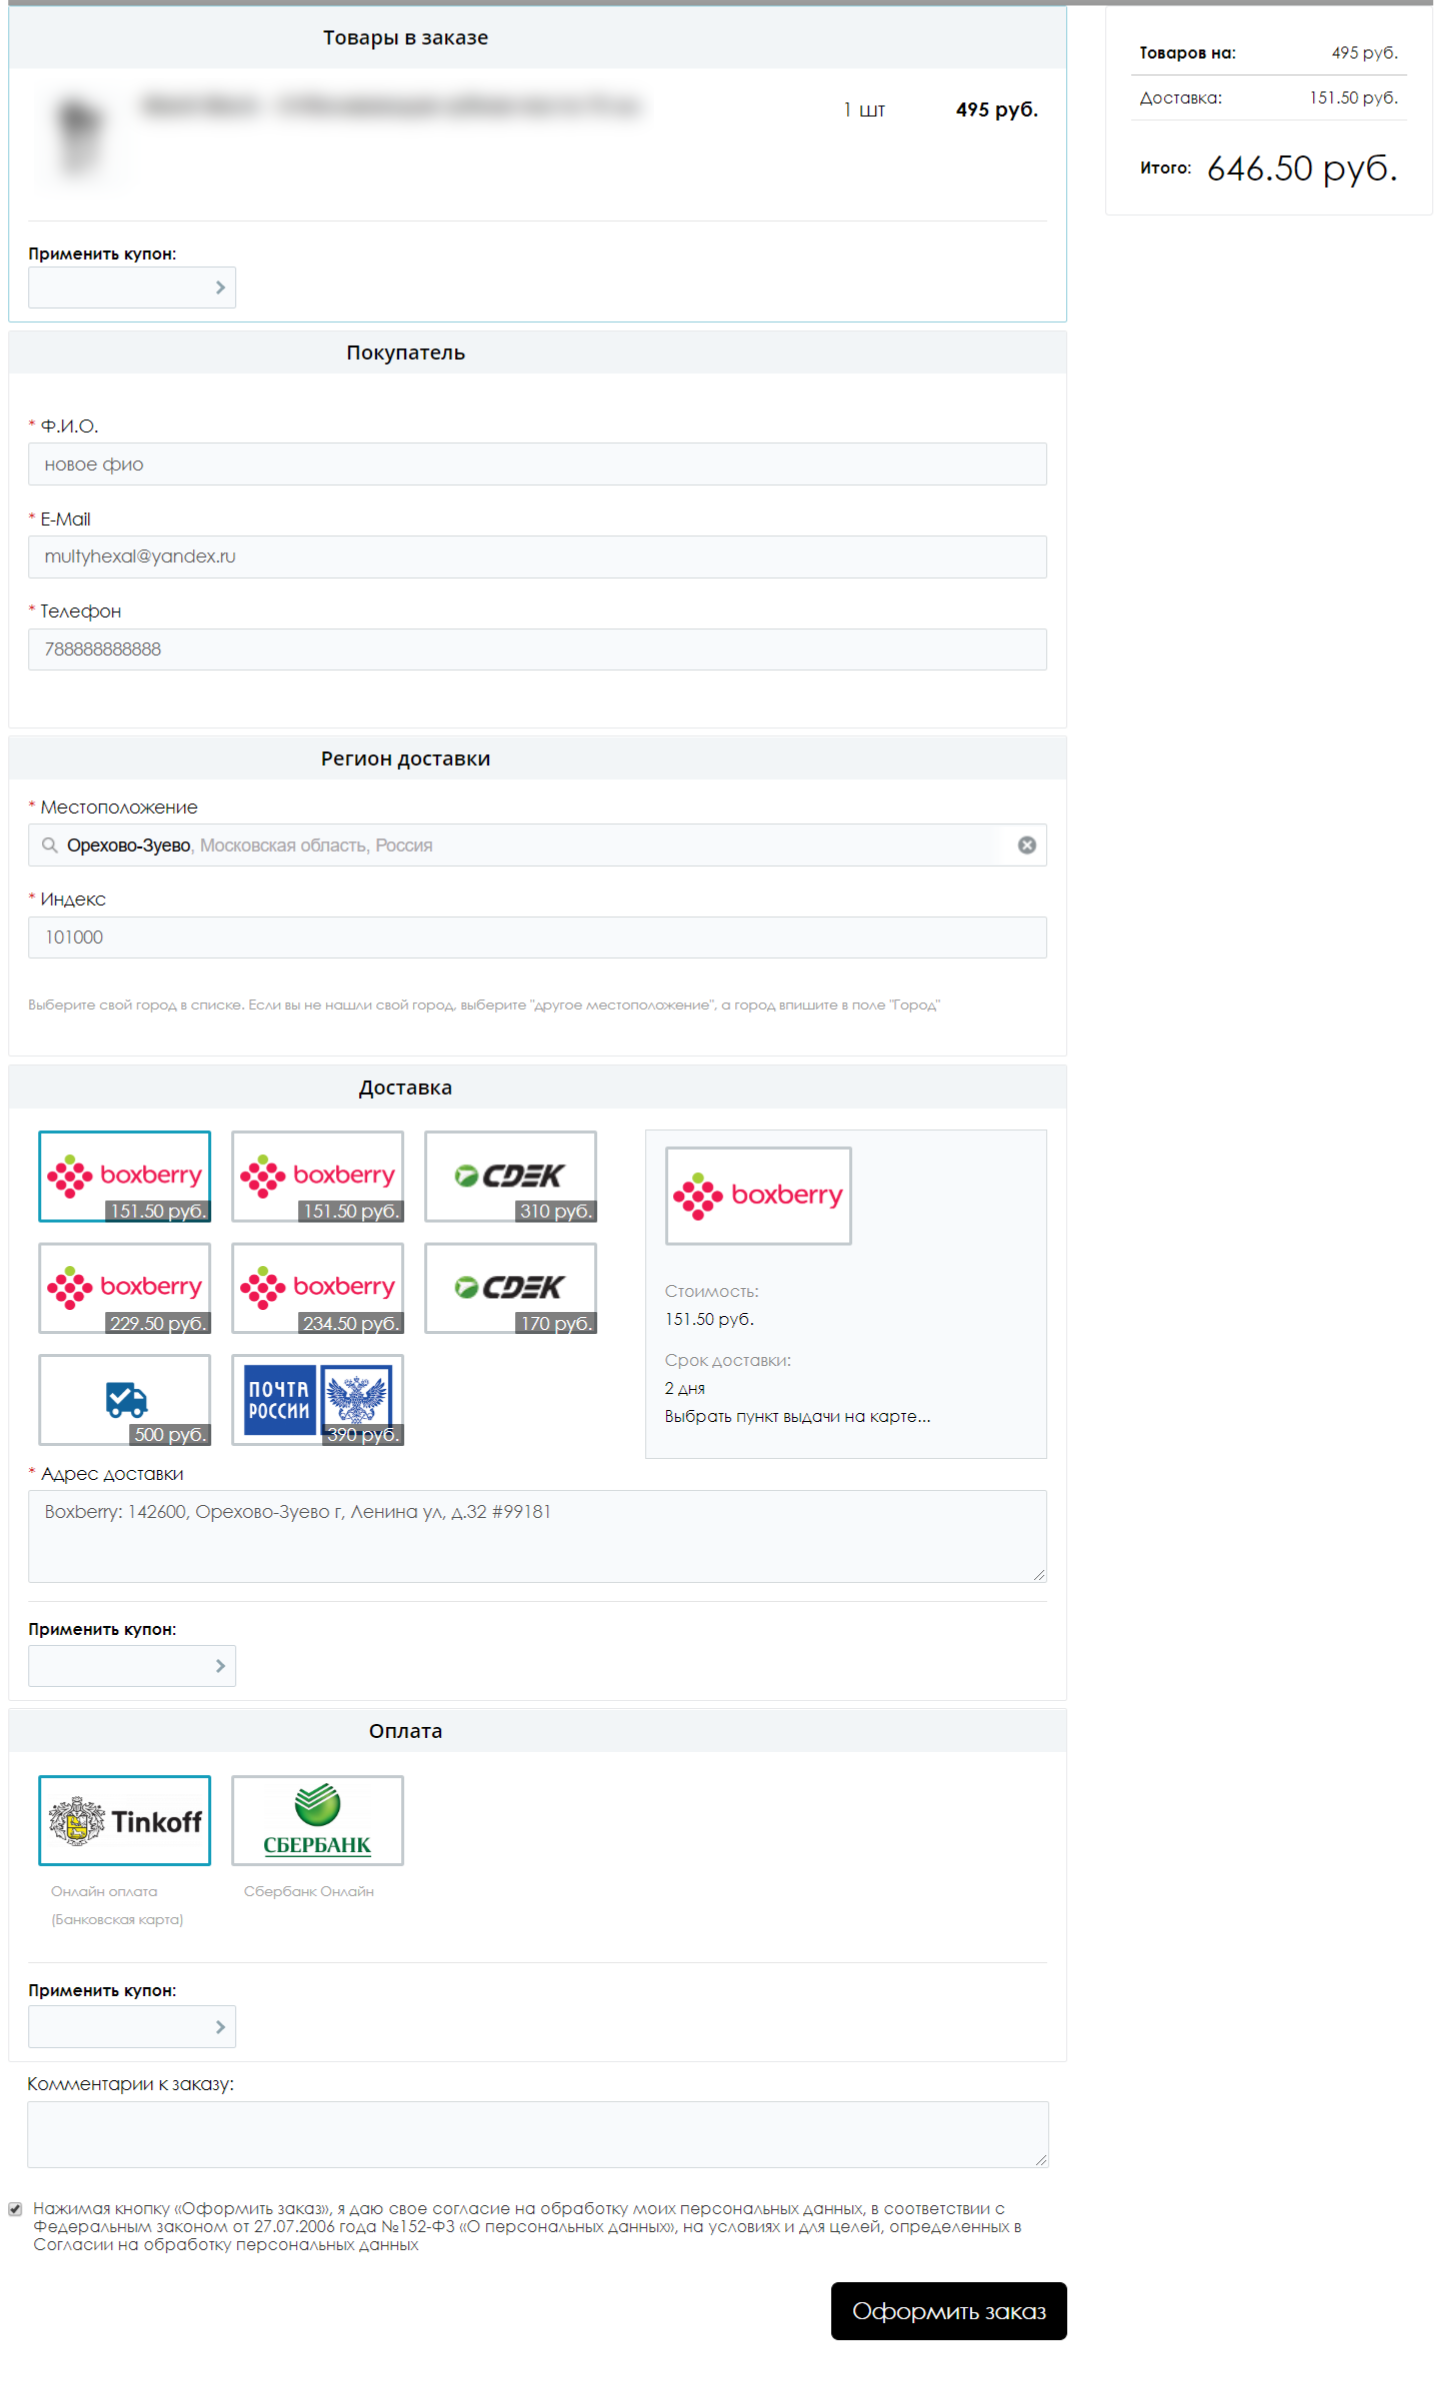 Товары в заказе
1 шт
495 руб.
Применить купон:
Покупатель
* Ф.И.О.
новое фио
* E-Mail
multyhexal@yandex.ru
* Телефон
788888888888
Регион доставки
* Местоположение
Орехово-Зуево, Московская область, Россия
* Индекс
101000
Выберите свой город в списке. Если вы не нашли свой город, выберите "другое местоположение", а город впишите в поле "Город"
Доставка
boxberry
151.50 руб.
boxberry
151.50 руб.
CDEK
310 руб.
boxberry
229.50 руб.
boxberry
234.50 руб.
CDEK
170 руб.
500 руб.
ПОЧТА
РОССИИ
390 руб.
boxberry
Стоимость:
151.50 руб.
Срок доставки:
2 дня
Выбрать пункт выдачи на карте...
* Адрес доставки
Boxberry: 142600, Орехово-Зуево г, Ленина ул, д.32 #99181
Применить купон:
Оплата
Tinkoff
Онлайн оплата
(Банковская карта)
СБЕРБАНК
Сбербанк Онлайн
Применить купон:
Комментарии к заказу:
Нажимая кнопку «Оформить заказ», я даю свое согласие на обработку моих персональных данных, в соответствии с
Федеральным законом от 27.07.2006 года №152-ФЗ «О персональных данных», на условиях и для целей, определенных в
Согласии на обработку персональных данных
Оформить заказ
Товаров на: 495 руб.
Доставка: 151.50 руб.
Итого: 646.50 руб.